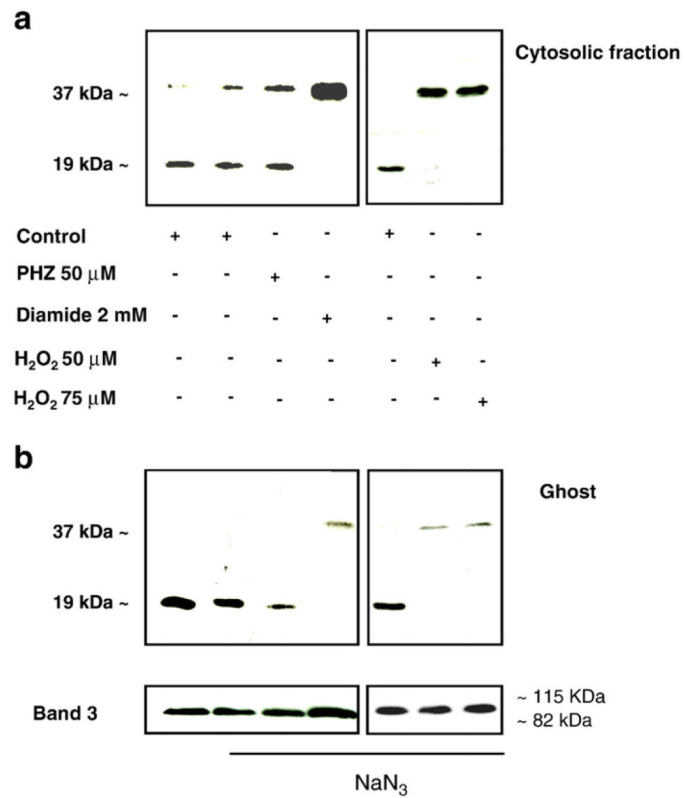 a
Cytosolic fraction
37 kDa ~
19 kDa ~
Control + + - - + - -
PHZ 50 μM - - + - - - -
Diamide 2 mM - - - + - - -
H₂O₂ 50 μM - - - - - + -
H₂O₂ 75 μM - - - - - - +
b
Ghost
37 kDa ~
19 kDa ~
Band 3
~ 115 KDa
~ 82 kDa
NaN₃